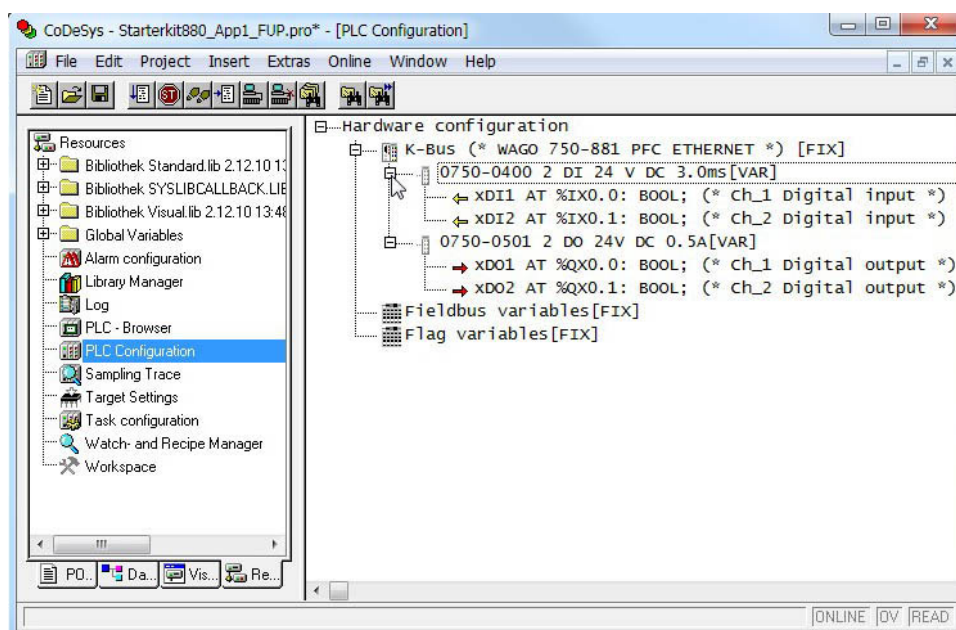 CoDeSys - Starterkit880_App1_FUP.pro* - [PLC Configuration]
File Edit Project Insert Extras Online Window Help
Resources
Bibliothek Standard.lib 2.12.10 1
Bibliothek SYSLIBCALLBACK.LIB
Bibliothek Visual.lib 2.12.10 13:48
Global Variables
Alarm configuration
Library Manager
Log
PLC - Browser
PLC Configuration
Sampling Trace
Target Settings
Task configuration
Watch- and Recipe Manager
Workspace
PO.. Da... Vis... Re...
Hardware configuration
K-Bus (* WAGO 750-881 PFC ETHERNET *) [FIX]
0750-0400 2 DI 24 V DC 3.0ms[VAR]
xDI1 AT %IX0.0: BOOL; (* Ch_1 Digital input *)
xDI2 AT %IX0.1: BOOL; (* Ch_2 Digital input *)
0750-0501 2 DO 24V DC 0.5A[VAR]
xDO1 AT %QX0.0: BOOL; (* Ch_1 Digital output *)
xDO2 AT %QX0.1: BOOL; (* Ch_2 Digital output *)
Fieldbus variables[FIX]
Flag variables[FIX]
ONLINE OV READ